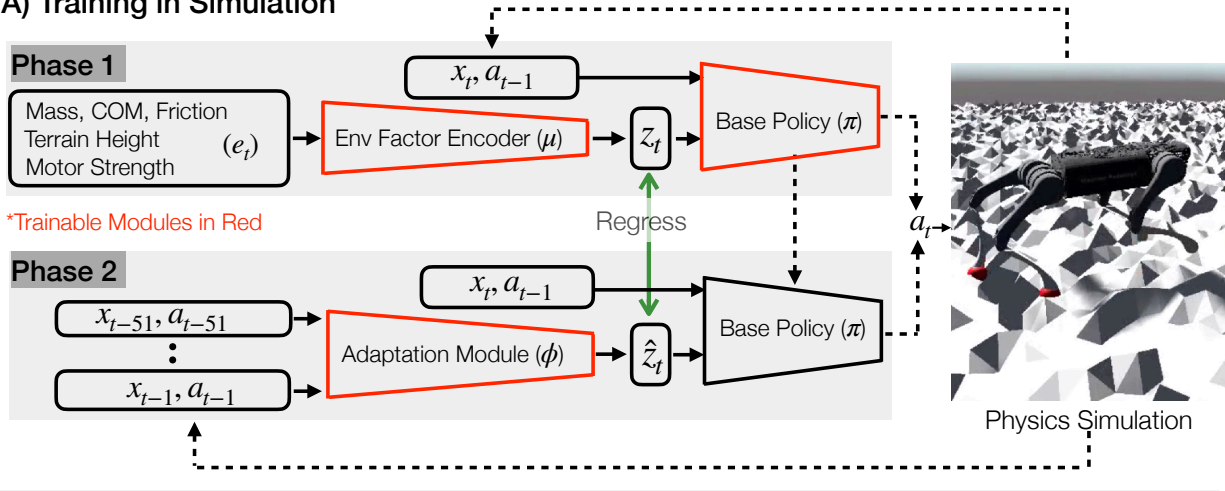 A) Training in Simulation
Phase 1
x_t, a_{t-1}
Mass, COM, Friction
Terrain Height
Motor Strength
(e_t)
Env Factor Encoder (μ)
z_t
Base Policy (π)
*Trainable Modules in Red
Regress
a_t
Phase 2
x_t, a_{t-1}
x_{t-51}, a_{t-51}
⋮
x_{t-1}, a_{t-1}
Adaptation Module (ϕ)
ẑ_t
Base Policy (π)
Physics Simulation